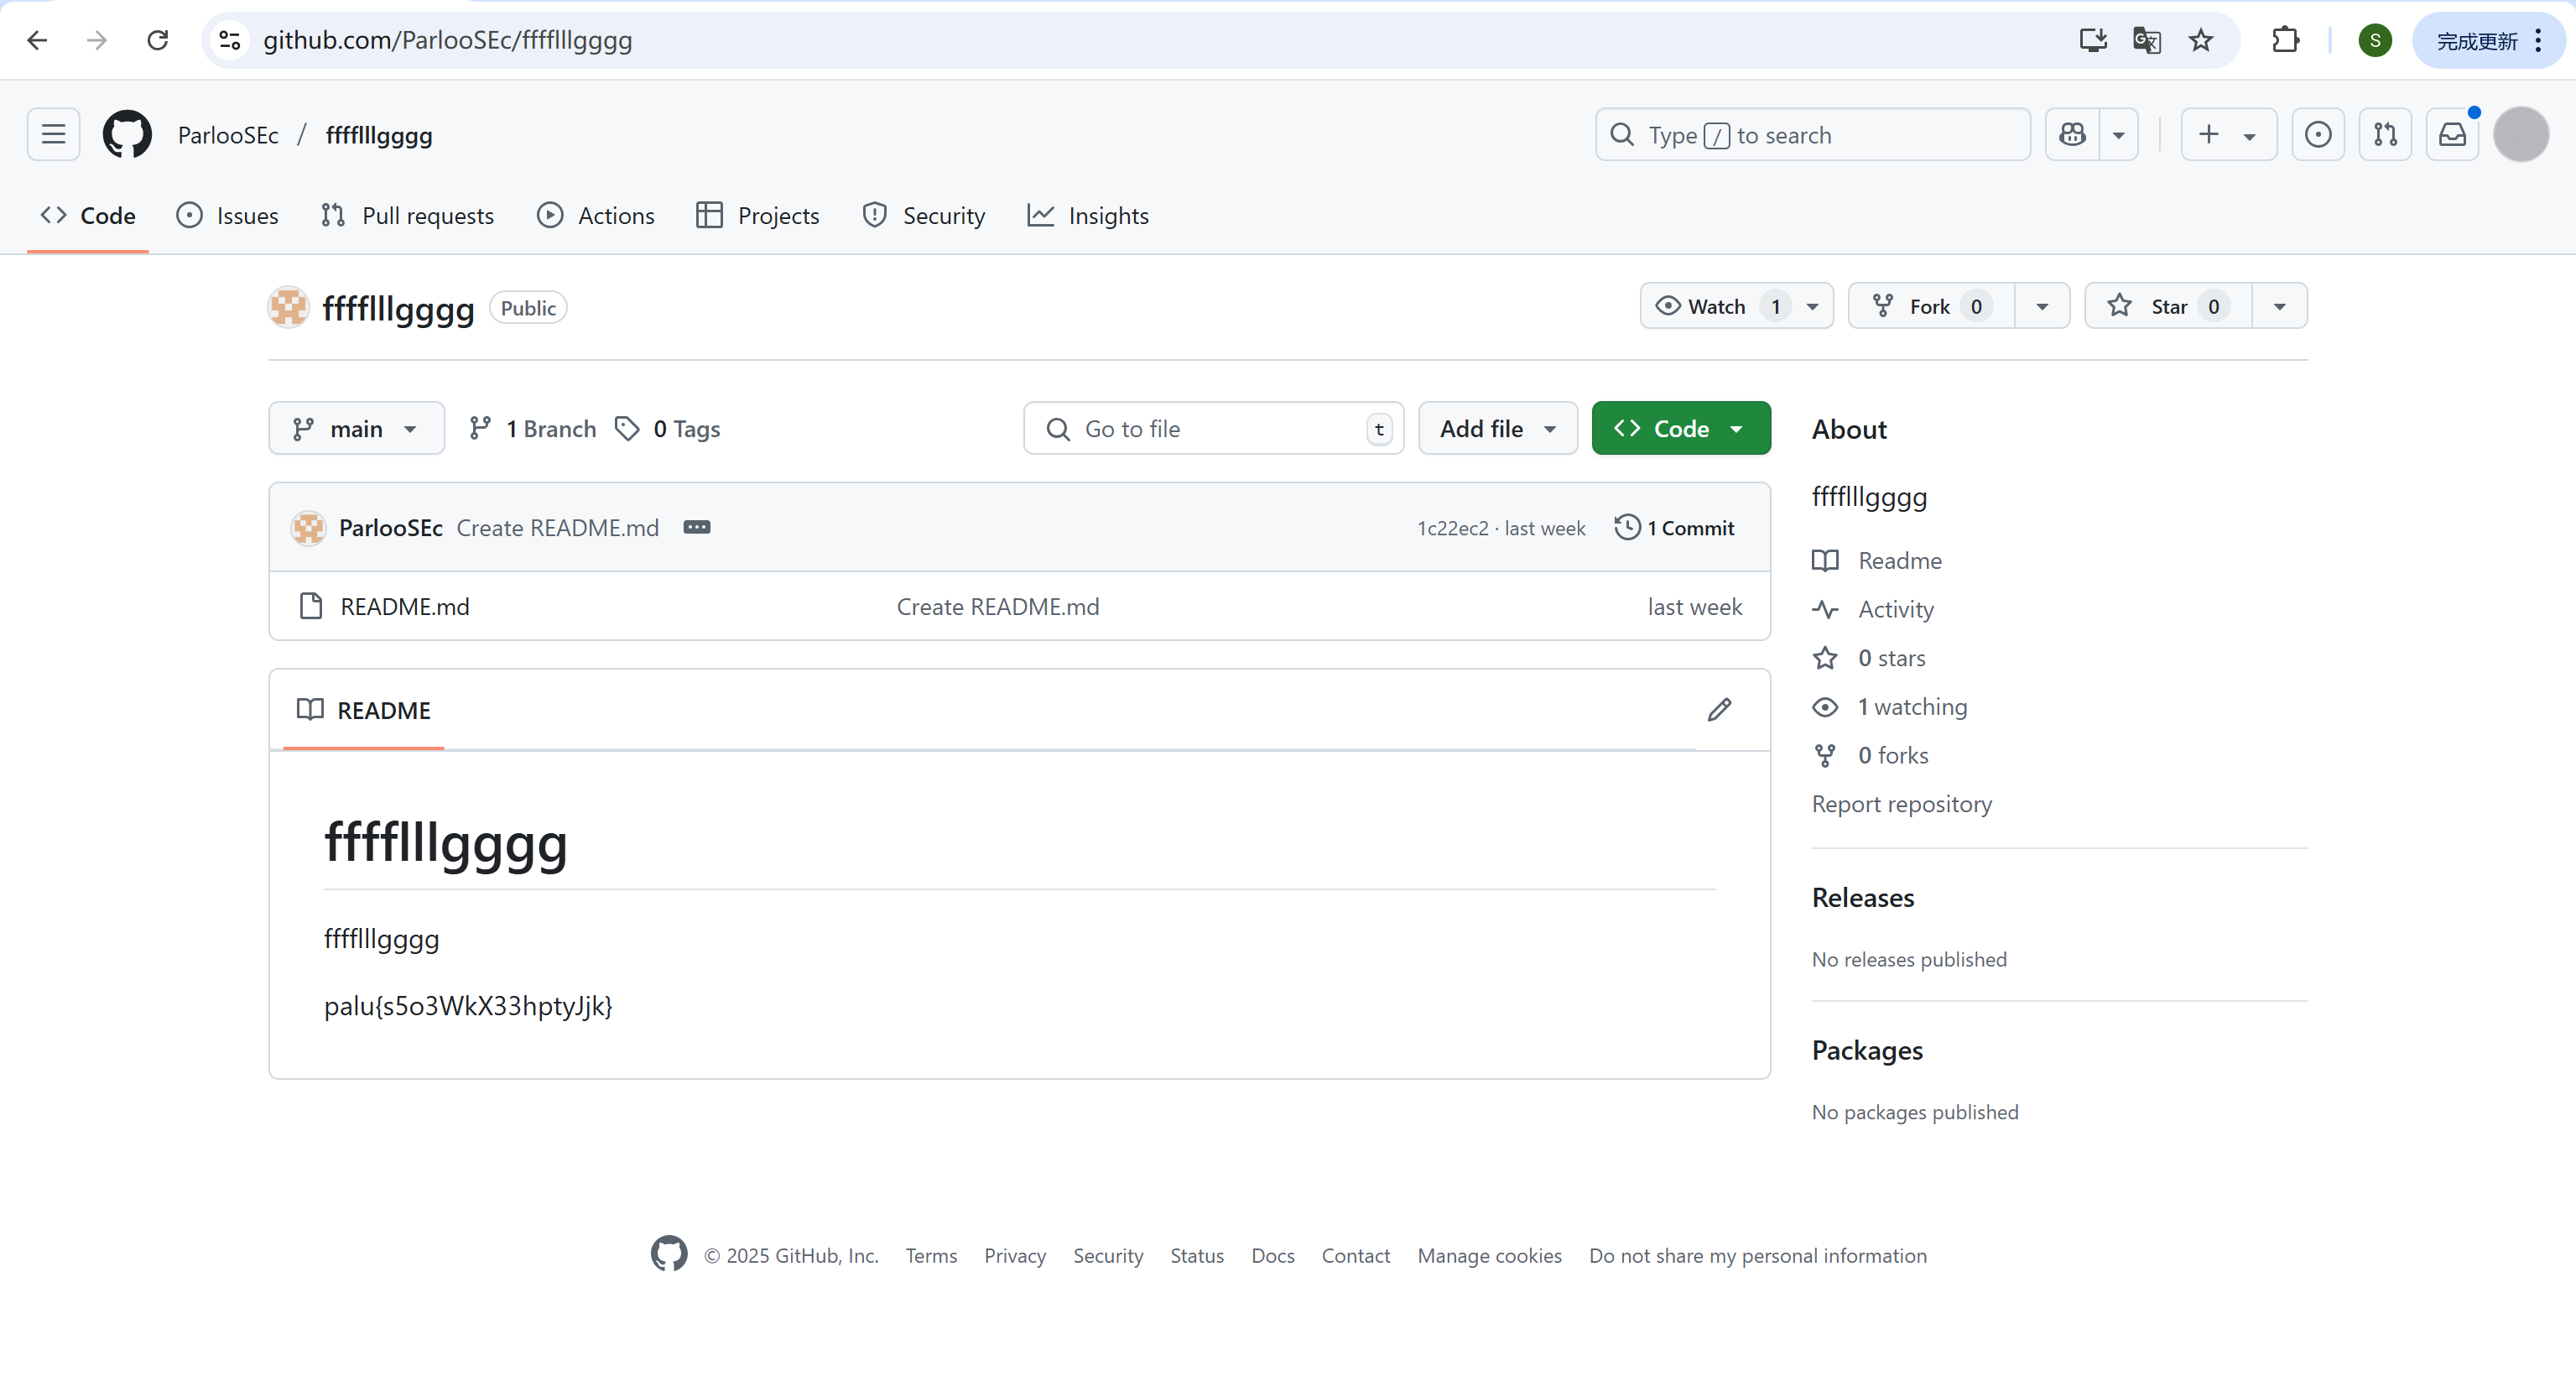 github.com/ParlooSEc/ffffllllgggg
完成更新
S
ParlooSEc / ffffllllgggg
Type / to search
Code Issues Pull requests Actions Projects Security Insights
ffffllllgggg Public
Watch 1 Fork 0 Star 0
main 1 Branch 0 Tags Go to file t Add file Code
ParlooSEc Create README.md 1c22ec2 · last week 1 Commit
README.md Create README.md last week
README
ffffllllgggg
ffffllllgggg
palu{s5o3WkX33hptyJjk}
About
ffffllllgggg
Readme
Activity
0 stars
1 watching
0 forks
Report repository
Releases
No releases published
Packages
No packages published
© 2025 GitHub, Inc. Terms Privacy Security Status Docs Contact Manage cookies Do not share my personal information